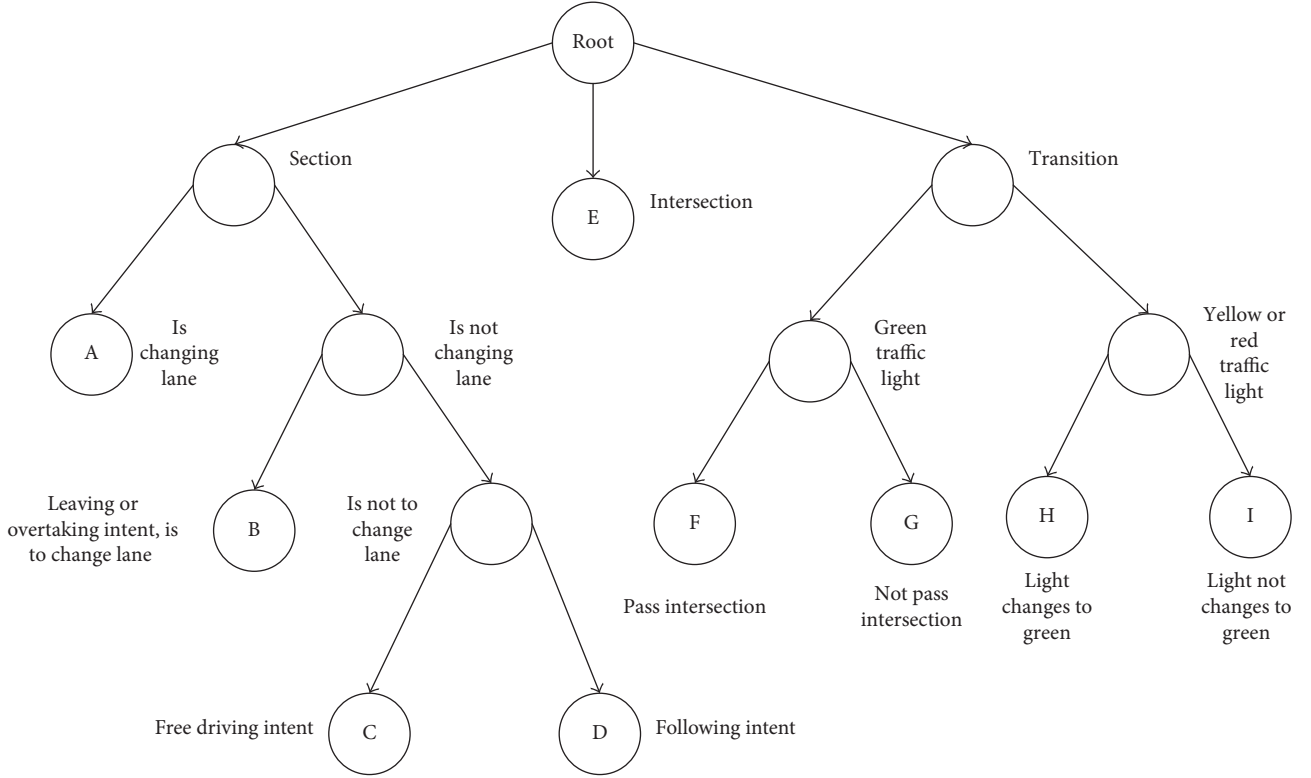 Root
Section
Transition
E
Intersection
A
Is
changing
lane
Is not
changing
lane
Green
traffic
light
Yellow or
red
traffic
light
Leaving or
overtaking intent, is
to change lane
B
Is not to
change
lane
F
G
H
I
Pass intersection
Not pass
intersection
Light
changes to
green
Light not
changes to
green
Free driving intent
C
D
Following intent